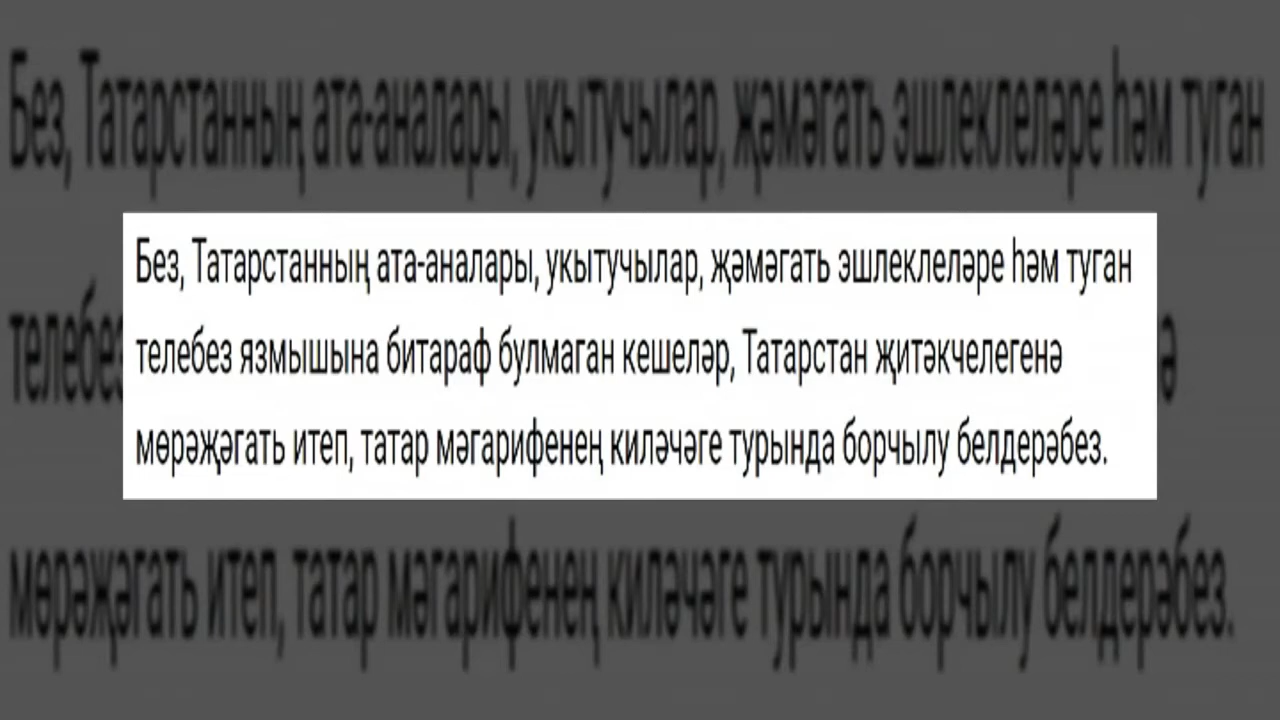 Без, Татарстанның ата-аналары, укытучылар, җәмәгать эшлеклеләре һәм туган
телебез язмышына битараф булмаган кешеләр, Татарстан җитәкчелегенә
мөрәҗәгать итеп, татар мәгарифенең киләчәге турында борчылу белдерәбез.